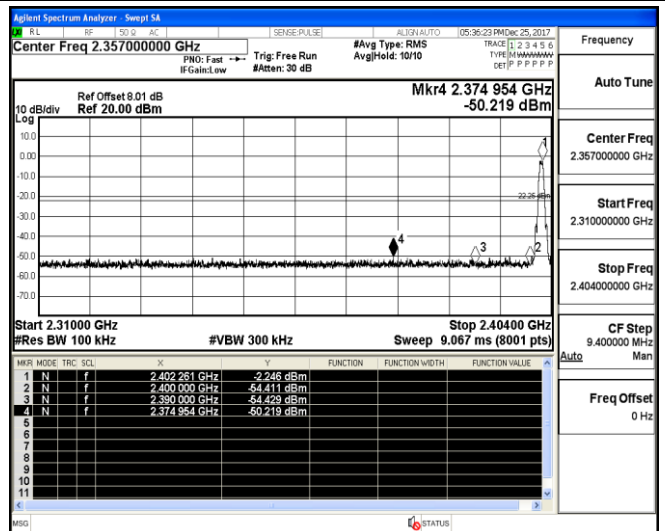 Agilent Spectrum Analyzer - Swept SA
RL RF 50 Ω AC SENSE:PULSE ALIGN AUTO 05:36:23 PM Dec 25, 2017
Center Freq 2.357000000 GHz
PNO: Fast Trig: Free Run
IFGain:Low #Atten: 30 dB
#Avg Type: RMS
Avg|Hold: 10/10
TRACE 1 2 3 4 5 6
TYPE M WWWWW
DET P P P P P P
Frequency
Auto Tune
Center Freq
2.357000000 GHz
Start Freq
2.310000000 GHz
Stop Freq
2.404000000 GHz
CF Step
9.400000 MHz
Auto Man
Freq Offset
0 Hz
Mkr4 2.374 954 GHz
-50.219 dBm
Ref Offset 8.01 dB
10 dB/div Ref 20.00 dBm
Log
10.0
0.00
-10.0
-20.0
-30.0
-40.0
-50.0
-60.0
-70.0
1
22.25 dBm
4
3
2
Start 2.31000 GHz Stop 2.40400 GHz
#Res BW 100 kHz #VBW 300 kHz Sweep 9.067 ms (8001 pts)
MKR MODE TRC SCL X Y FUNCTION FUNCTION WIDTH FUNCTION VALUE
1 N f 2.402 261 GHz -2.246 dBm
2 N f 2.400 000 GHz -54.411 dBm
3 N f 2.390 000 GHz -54.429 dBm
4 N f 2.374 954 GHz -50.219 dBm
5
6
7
8
9
10
11
MSG STATUS